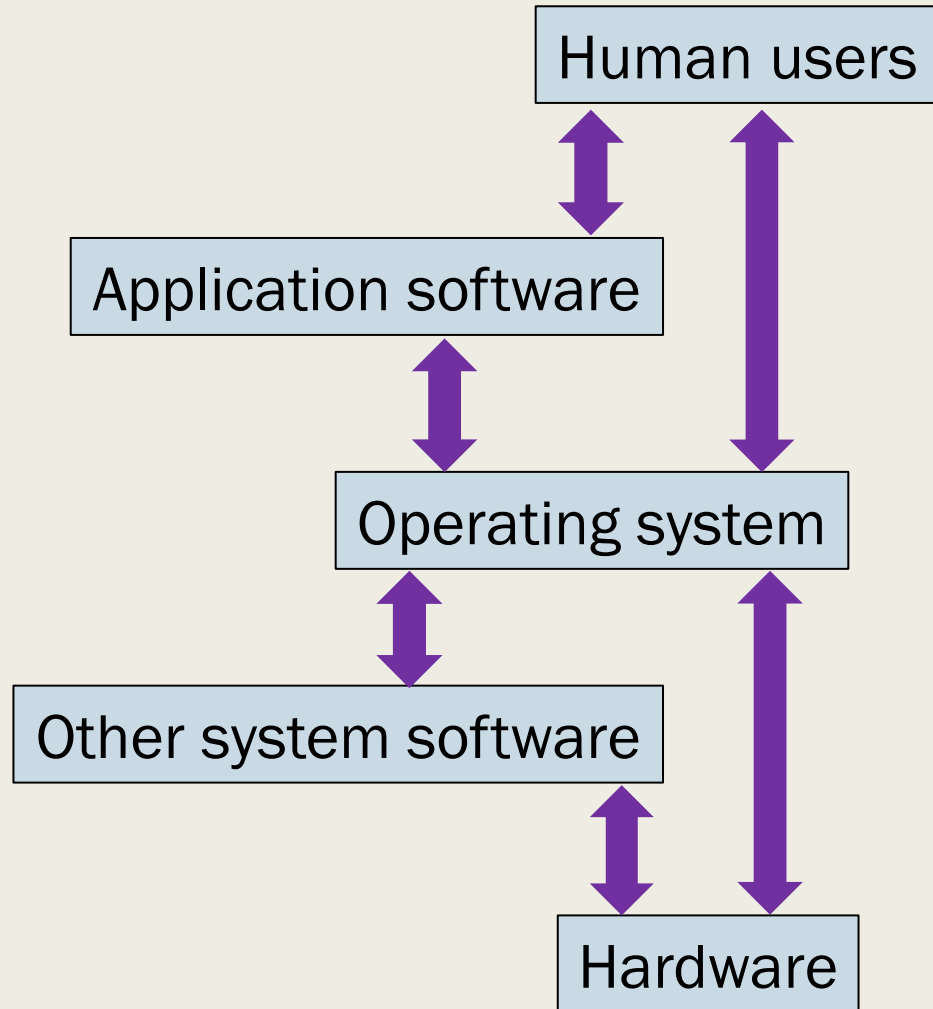 Human users
Application software
Operating system
Other system software
Hardware